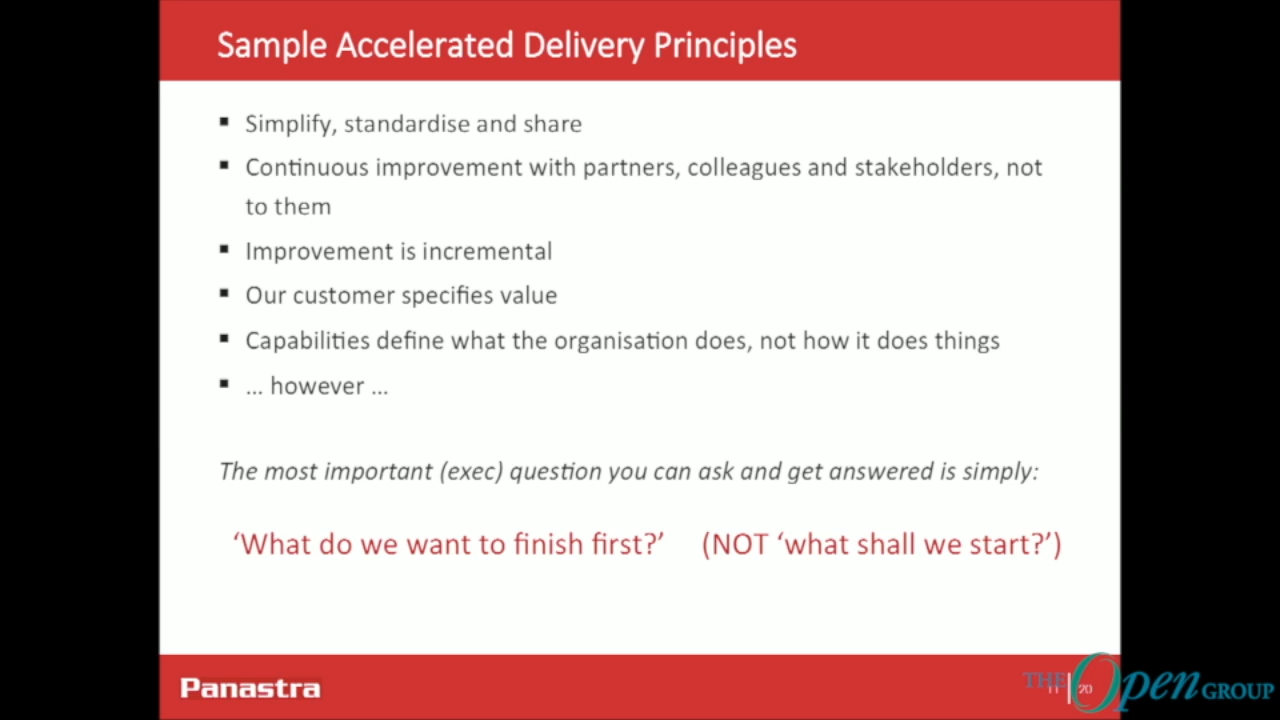 Sample Accelerated Delivery Principles
▪ Simplify, standardise and share
▪ Continuous improvement with partners, colleagues and stakeholders, not
to them
▪ Improvement is incremental
▪ Our customer specifies value
▪ Capabilities define what the organisation does, not how it does things
▪ ... however ...
The most important (exec) question you can ask and get answered is simply:
‘What do we want to finish first?’ (NOT ‘what shall we start?’)
Panastra
THE Open GROUP